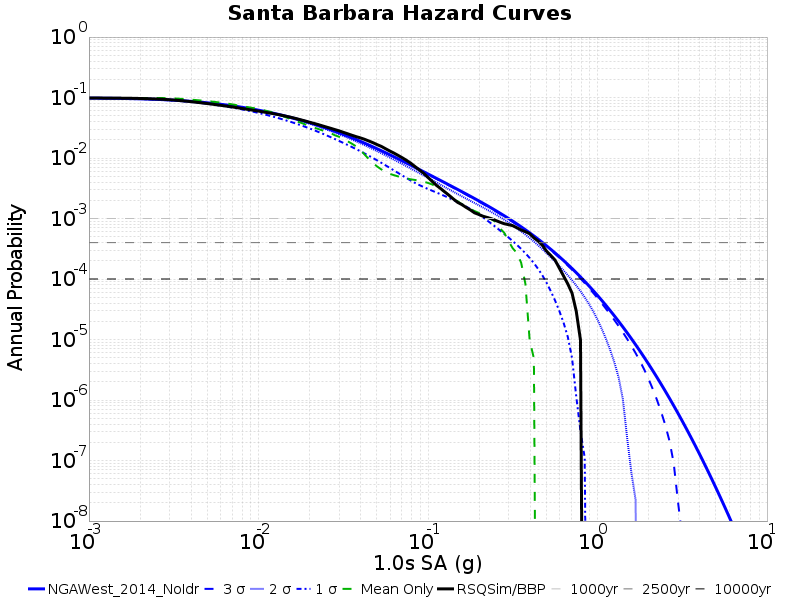 Santa Barbara Hazard Curves
Annual Probability
10^0
10^-1
10^-2
10^-3
10^-4
10^-5
10^-6
10^-7
10^-8
10^-3 10^-2 10^-1 10^0 10^1
1.0s SA (g)
NGAWest_2014_NoIdr 3 σ 2 σ 1 σ Mean Only RSQSim/BBP 1000yr 2500yr 10000yr